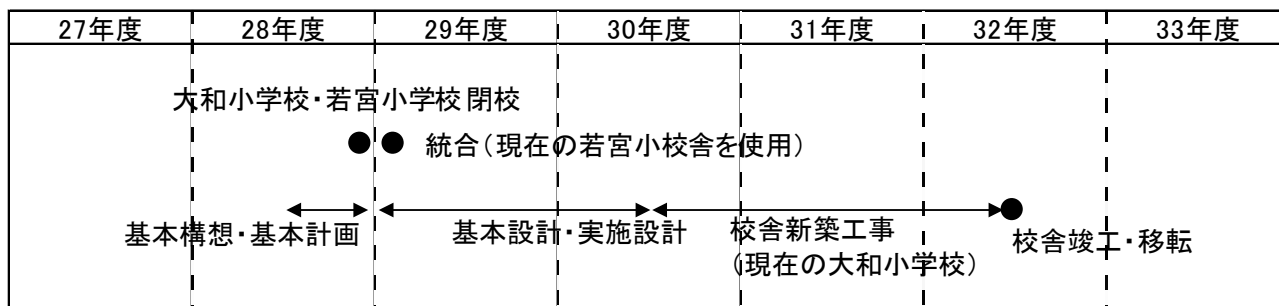 27年度 28年度 29年度 30年度 31年度 32年度 33年度
大和小学校・若宮小学校閉校
統合（現在の若宮小校舎を使用）
基本構想・基本計画 基本設計・実施設計 校舎新築工事 校舎竣工・移転
（現在の大和小学校）